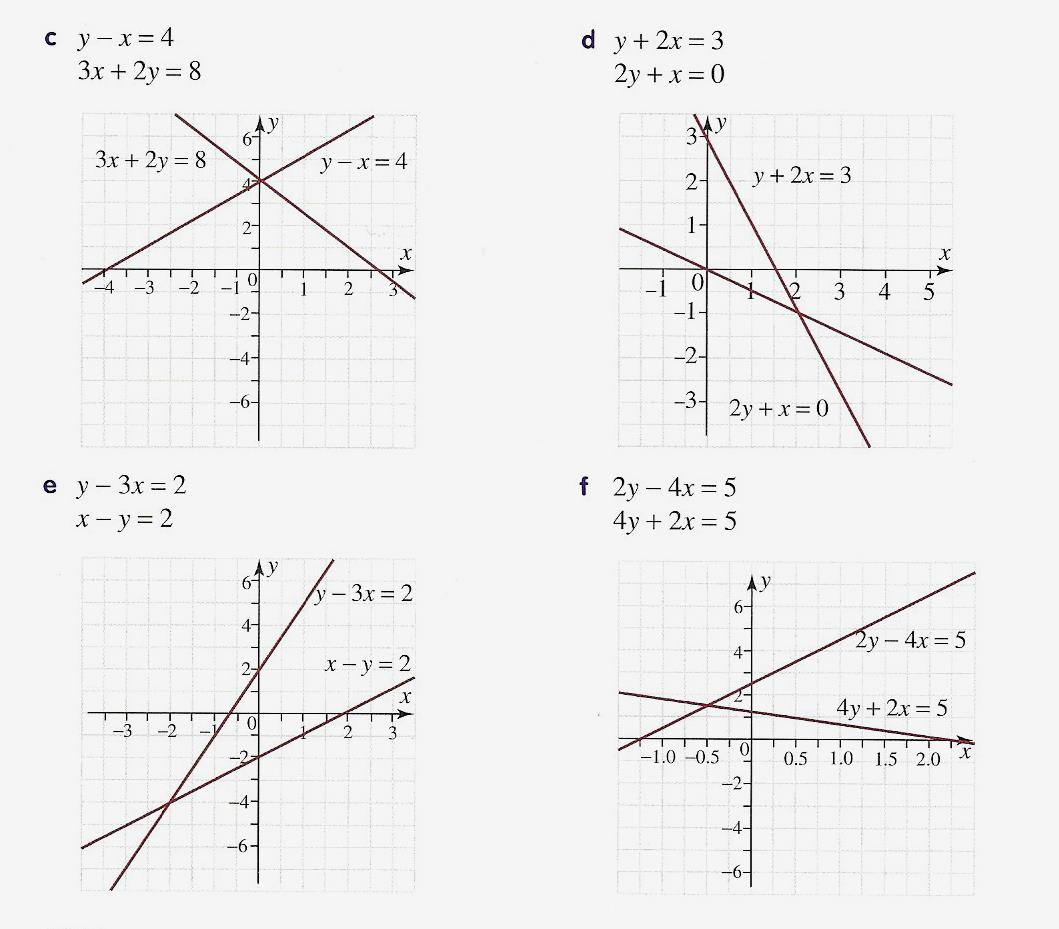 c y − x = 4
3x + 2y = 8
y
6
3x + 2y = 8
y − x = 4
4
2
x
−4 −3 −2 −1 0 1 2 3
−2
−4
−6
d y + 2x = 3
2y + x = 0
y
3
2
y + 2x = 3
1
x
−1 0 1 2 3 4 5
−1
−2
−3
2y + x = 0
e y − 3x = 2
x − y = 2
y
6
y − 3x = 2
4
2
x − y = 2
x
−3 −2 −1 0 1 2 3
−2
−4
−6
f 2y − 4x = 5
4y + 2x = 5
y
6
2y − 4x = 5
4
2
4y + 2x = 5
−1.0 −0.5 0 0.5 1.0 1.5 2.0 x
−2
−4
−6